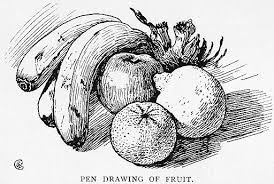 PEN DRAWING OF FRUIT.